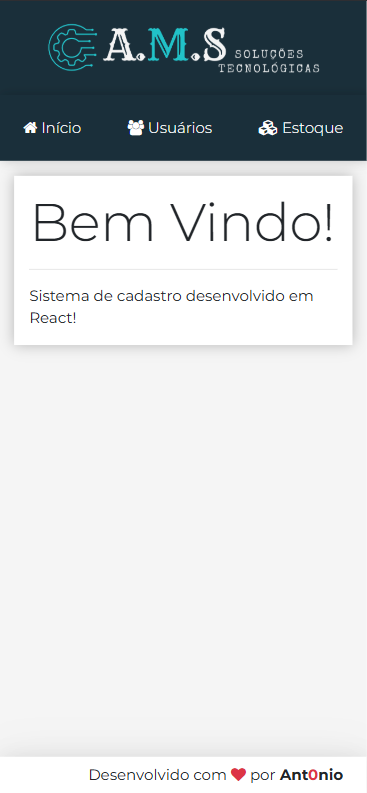 A.M.S SOLUÇÕES
TECNOLÓGICAS
Início Usuários Estoque
Bem Vindo!
Sistema de cadastro desenvolvido em
React!
Desenvolvido com por Ant0nio